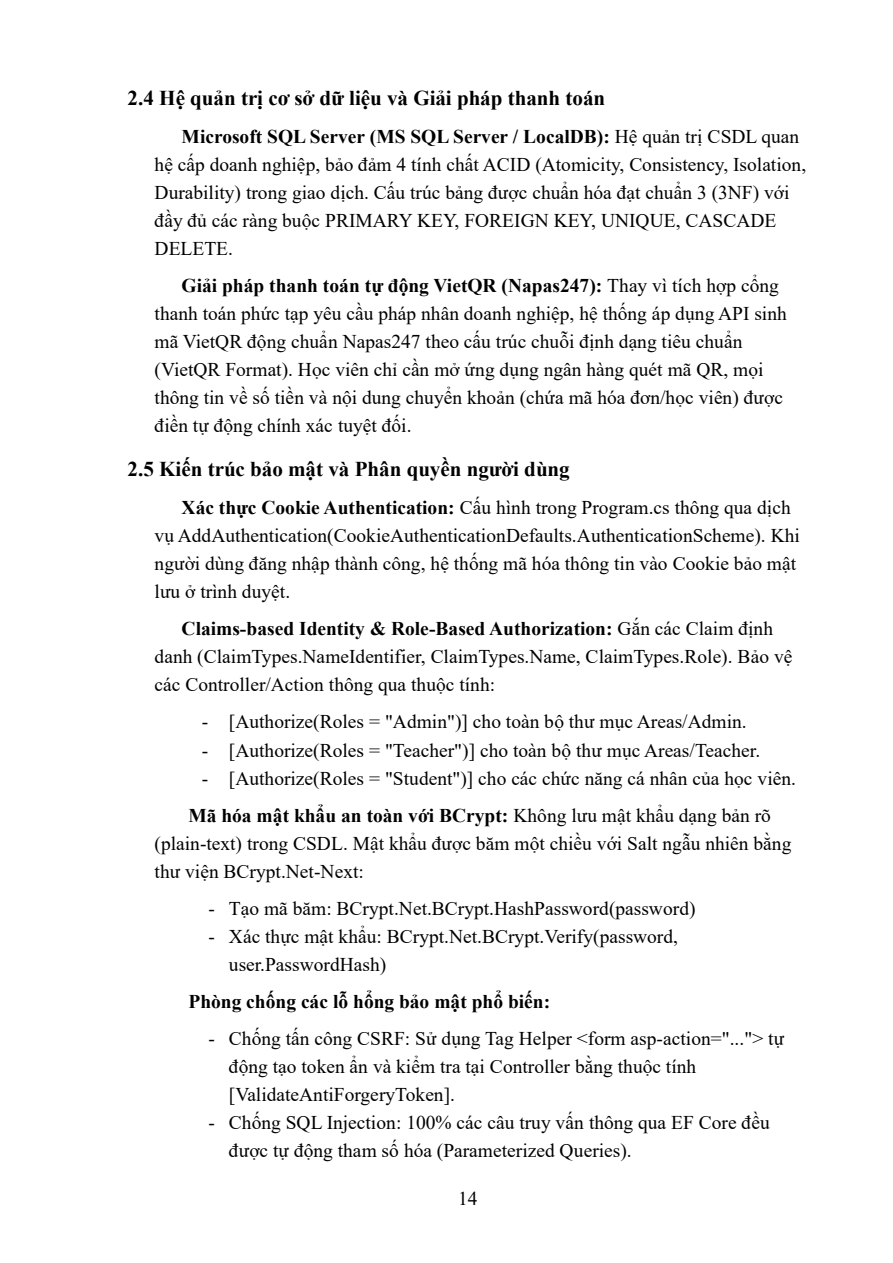 2.4 Hệ quản trị cơ sở dữ liệu và Giải pháp thanh toán
Microsoft SQL Server (MS SQL Server / LocalDB): Hệ quản trị CSDL quan
hệ cấp doanh nghiệp, bảo đảm 4 tính chất ACID (Atomicity, Consistency, Isolation,
Durability) trong giao dịch. Cấu trúc bảng được chuẩn hóa đạt chuẩn 3 (3NF) với
đầy đủ các ràng buộc PRIMARY KEY, FOREIGN KEY, UNIQUE, CASCADE
DELETE.
Giải pháp thanh toán tự động VietQR (Napas247): Thay vì tích hợp cổng
thanh toán phức tạp yêu cầu pháp nhân doanh nghiệp, hệ thống áp dụng API sinh
mã VietQR động chuẩn Napas247 theo cấu trúc chuỗi định dạng tiêu chuẩn
(VietQR Format). Học viên chỉ cần mở ứng dụng ngân hàng quét mã QR, mọi
thông tin về số tiền và nội dung chuyển khoản (chứa mã hóa đơn/học viên) được
điền tự động chính xác tuyệt đối.
2.5 Kiến trúc bảo mật và Phân quyền người dùng
Xác thực Cookie Authentication: Cấu hình trong Program.cs thông qua dịch
vụ AddAuthentication(CookieAuthenticationDefaults.AuthenticationScheme). Khi
người dùng đăng nhập thành công, hệ thống mã hóa thông tin vào Cookie bảo mật
lưu ở trình duyệt.
Claims-based Identity & Role-Based Authorization: Gắn các Claim định
danh (ClaimTypes.NameIdentifier, ClaimTypes.Name, ClaimTypes.Role). Bảo vệ
các Controller/Action thông qua thuộc tính:
- [Authorize(Roles = "Admin")] cho toàn bộ thư mục Areas/Admin.
- [Authorize(Roles = "Teacher")] cho toàn bộ thư mục Areas/Teacher.
- [Authorize(Roles = "Student")] cho các chức năng cá nhân của học viên.
Mã hóa mật khẩu an toàn với BCrypt: Không lưu mật khẩu dạng bản rõ
(plain-text) trong CSDL. Mật khẩu được băm một chiều với Salt ngẫu nhiên bằng
thư viện BCrypt.Net-Next:
- Tạo mã băm: BCrypt.Net.BCrypt.HashPassword(password)
- Xác thực mật khẩu: BCrypt.Net.BCrypt.Verify(password,
user.PasswordHash)
Phòng chống các lỗ hổng bảo mật phổ biến:
- Chống tấn công CSRF: Sử dụng Tag Helper <form asp-action="..."> tự
động tạo token ẩn và kiểm tra tại Controller bằng thuộc tính
[ValidateAntiForgeryToken].
- Chống SQL Injection: 100% các câu truy vấn thông qua EF Core đều
được tự động tham số hóa (Parameterized Queries).
14